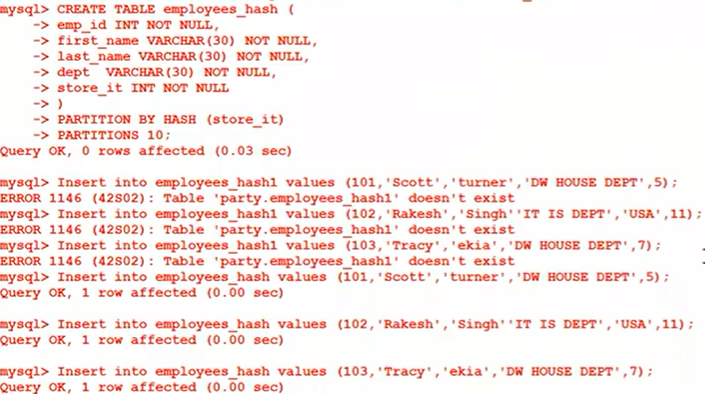 mysql> CREATE TABLE employees_hash (
-> emp_id INT NOT NULL,
-> first_name VARCHAR(30) NOT NULL,
-> last_name VARCHAR(30) NOT NULL,
-> dept  VARCHAR(30) NOT NULL,
-> store_it INT NOT NULL
-> )
-> PARTITION BY HASH (store_it)
-> PARTITIONS 10;
Query OK, 0 rows affected (0.03 sec)
mysql> Insert into employees_hash1 values (101,'Scott','turner','DW HOUSE DEPT',5);
ERROR 1146 (42S02): Table 'party.employees_hash1' doesn't exist
mysql> Insert into employees_hash1 values (102,'Rakesh','Singh''IT IS DEPT','USA',11);
ERROR 1146 (42S02): Table 'party.employees_hash1' doesn't exist
mysql> Insert into employees_hash1 values (103,'Tracy','ekia','DW HOUSE DEPT',7);
ERROR 1146 (42S02): Table 'party.employees_hash1' doesn't exist
mysql> Insert into employees_hash values (101,'Scott','turner','DW HOUSE DEPT',5);
Query OK, 1 row affected (0.00 sec)
mysql> Insert into employees_hash values (102,'Rakesh','Singh''IT IS DEPT','USA',11);
Query OK, 1 row affected (0.00 sec)
mysql> Insert into employees_hash values (103,'Tracy','ekia','DW HOUSE DEPT',7);
Query OK, 1 row affected (0.00 sec)